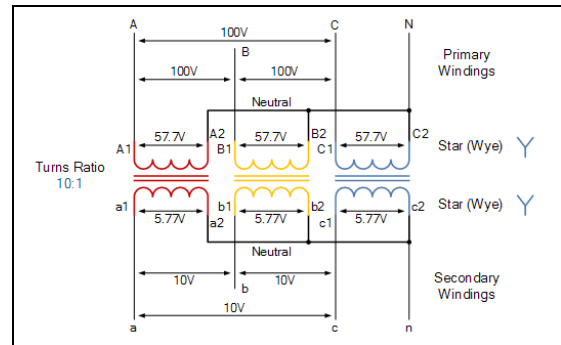 A
C
N
100V
B
Primary
Windings
100V
100V
Neutral
A1
57.7V
A2
B1
57.7V
B2
C1
57.7V
C2
Star (Wye)
Turns Ratio
10:1
a1
5.77V
a2
b1
5.77V
b2
c1
5.77V
c2
Star (Wye)
Neutral
10V
10V
b
10V
Secondary
Windings
a
c
n